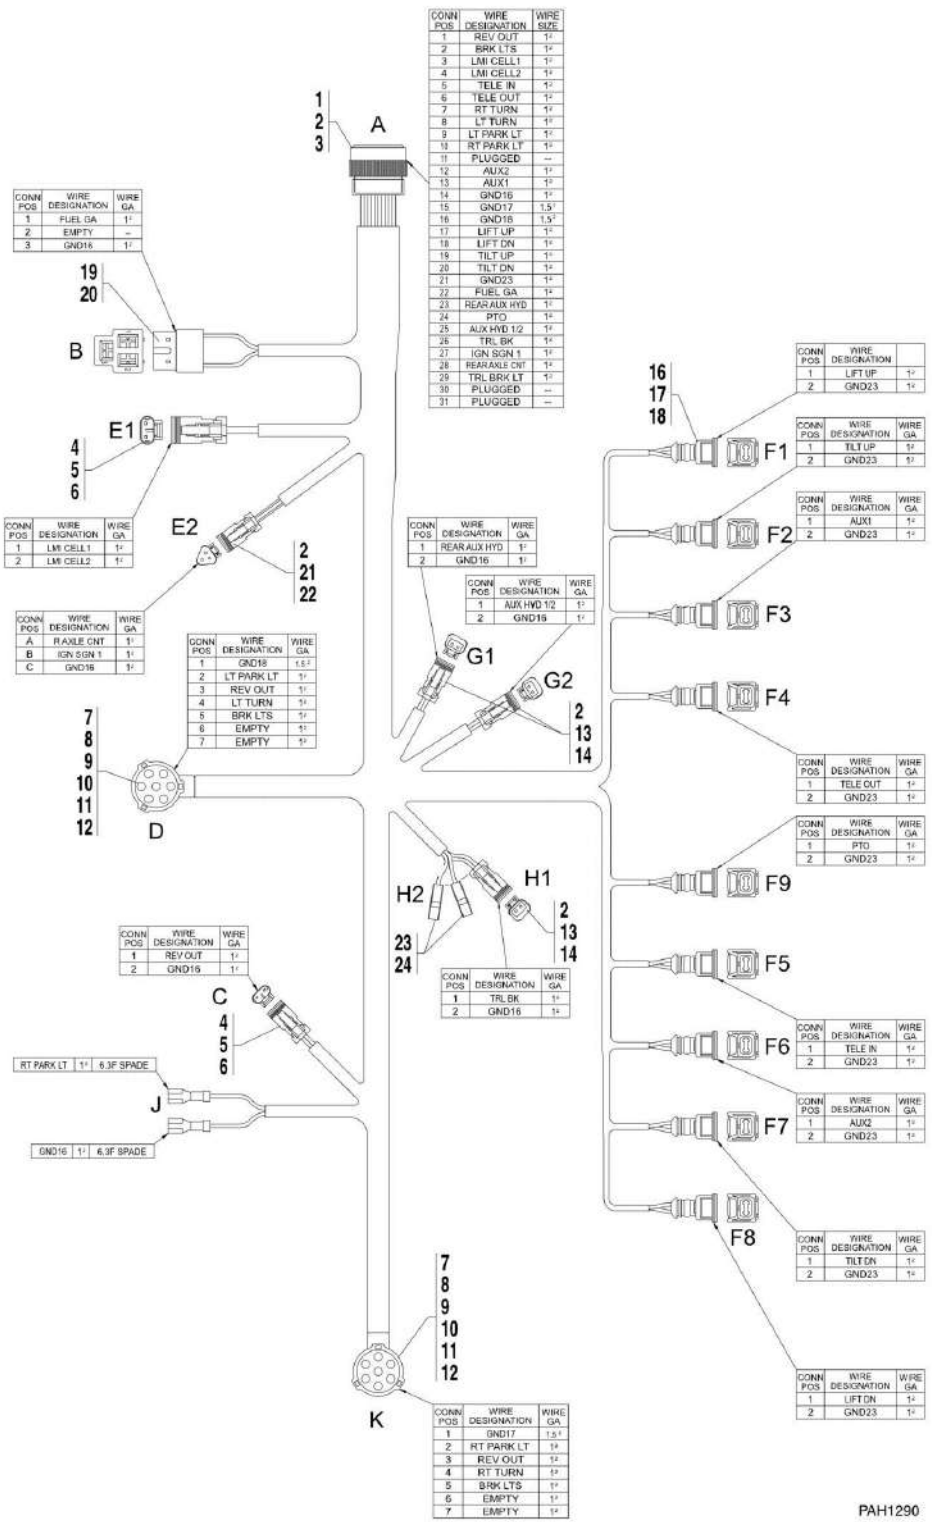 CONN POS WIRE DESIGNATION WIRE SIZE
1 REV OUT 1²
2 BRK LTS 1²
3 LMI CELL1 1²
4 LMI CELL2 1²
5 TELE IN 1²
6 TELE OUT 1²
7 RT TURN 1²
8 LT TURN 1²
9 LT PARK LT 1²
10 RT PARK LT 1²
11 PLUGGED --
12 AUX2 1²
13 AUX1 1²
14 GND16 1²
15 GND17 1.5²
16 GND18 1.5²
17 LIFT UP 1²
18 LIFT DN 1²
19 TILT UP 1²
20 TILT DN 1²
21 GND23 1²
22 FUEL GA 1²
23 REAR AUX HYD 1²
24 PTO 1²
25 AUX HYD 1/2 1²
26 TRL BK 1²
27 IGN SGN 1 1²
28 REAR AXLE CNT 1²
29 TRL BRK LT 1²
30 PLUGGED --
31 PLUGGED --
1
2
3
A
CONN POS WIRE DESIGNATION WIRE GA
1 FUEL GA 1²
2 EMPTY --
3 GND16 1²
19
20
B
E1
4
5
6
CONN POS WIRE DESIGNATION WIRE GA
1 LMI CELL1 1²
2 LMI CELL2 1²
E2
2
21
22
CONN POS WIRE DESIGNATION WIRE GA
A R AXLE CNT 1²
B IGN SGN 1 1²
C GND16 1²
CONN POS WIRE DESIGNATION WIRE GA
1 GND18 1.5²
2 LT PARK LT 1²
3 REV OUT 1²
4 LT TURN 1²
5 BRK LTS 1²
6 EMPTY 1²
7 EMPTY 1²
7
8
9
10
11
12
D
CONN POS WIRE DESIGNATION WIRE GA
1 REAR AUX HYD 1²
2 GND16 1²
CONN POS WIRE DESIGNATION WIRE GA
1 AUX HYD 1/2 1²
2 GND16 1²
G1
G2
2
13
14
16
17
18
CONN POS WIRE DESIGNATION
1 LIFT UP 1²
2 GND23 1²
F1
CONN POS WIRE DESIGNATION WIRE GA
1 TILT UP 1²
2 GND23 1²
F2
CONN POS WIRE DESIGNATION WIRE GA
1 AUX1 1²
2 GND23 1²
F3
F4
CONN POS WIRE DESIGNATION WIRE GA
1 TELE OUT 1²
2 GND23 1²
CONN POS WIRE DESIGNATION WIRE GA
1 PTO 1²
2 GND23 1²
F9
H2
H1
2
13
14
23
24
CONN POS WIRE DESIGNATION WIRE GA
1 TRL BK 1²
2 GND16 1²
F5
CONN POS WIRE DESIGNATION WIRE GA
1 REV OUT 1²
2 GND16 1²
C
4
5
6
CONN POS WIRE DESIGNATION WIRE GA
1 TELE IN 1²
2 GND23 1²
F6
RT PARK LT 1² 6.3F SPADE
J
GND16 1² 6.3F SPADE
CONN POS WIRE DESIGNATION WIRE GA
1 AUX2 1²
2 GND23 1²
F7
F8
CONN POS WIRE DESIGNATION WIRE GA
1 TILT DN 1²
2 GND23 1²
7
8
9
10
11
12
K
CONN POS WIRE DESIGNATION WIRE GA
1 LIFT DN 1²
2 GND23 1²
CONN POS WIRE DESIGNATION WIRE GA
1 GND17 1.5²
2 RT PARK LT 1²
3 REV OUT 1²
4 RT TURN 1²
5 BRK LTS 1²
6 EMPTY 1²
7 EMPTY 1²
PAH1290